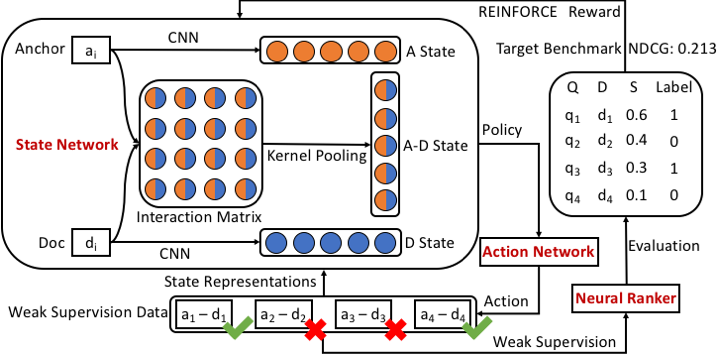 REINFORCE Reward
Anchor
a_i
CNN
A State
Target Benchmark
NDCG: 0.213
Q D S Label
q_1 d_1 0.6 1
q_2 d_2 0.4 0
q_3 d_3 0.3 1
q_4 d_4 0.1 0
State Network
Kernel Pooling
A-D State
Policy
Interaction Matrix
Doc
d_i
CNN
D State
Action Network
Evaluation
State Representations
Neural Ranker
Weak Supervision Data
a_1 – d_1
a_2 – d_2
a_3 – d_3
a_4 – d_4
Action
Weak Supervision